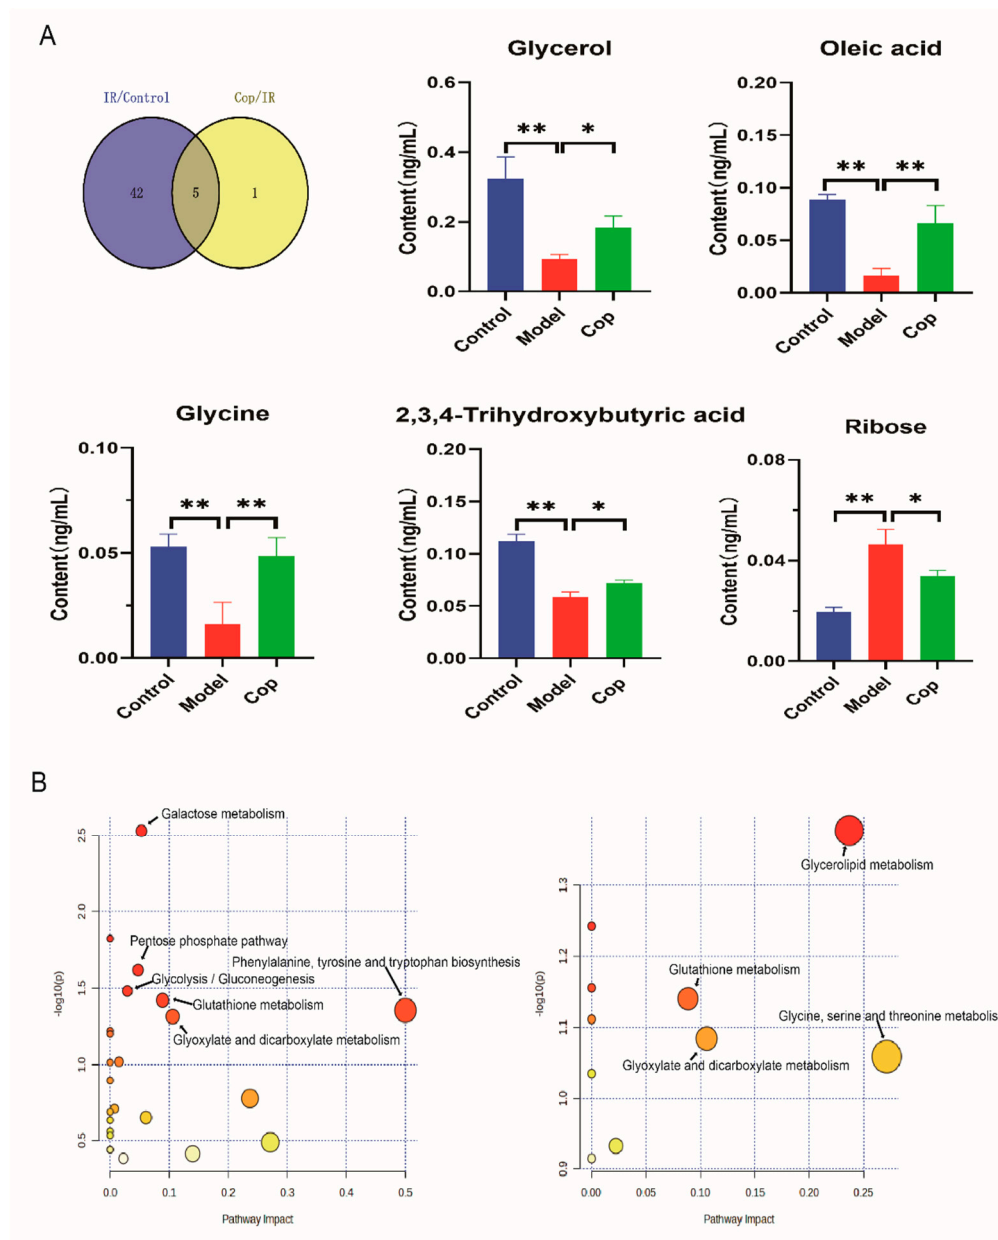 A
IR/Control
Cop/IR
42
5
1
Glycerol
Content(ng/mL)
0.6
0.4
0.2
0.0
**
*
Control
Model
Cop
Oleic acid
Content(ng/mL)
0.20
0.15
0.10
0.05
0.00
**
**
Control
Model
Cop
Glycine
Content(ng/mL)
0.10
0.05
0.00
**
**
Control
Model
Cop
2,3,4-Trihydroxybutyric acid
Content(ng/mL)
0.20
0.15
0.10
0.05
0.00
**
*
Control
Model
Cop
Ribose
Content(ng/mL)
0.08
0.04
0.00
**
*
Control
Model
Cop
B
-log10(p)
2.5
2.0
1.5
1.0
0.5
Galactose metabolism
Pentose phosphate pathway
Phenylalanine, tyrosine and tryptophan biosynthesis
Glycolysis / Gluconeogenesis
Glutathione metabolism
Glyoxylate and dicarboxylate metabolism
0.0 0.1 0.2 0.3 0.4 0.5
Pathway Impact
-log10(p)
1.3
1.2
1.1
1.0
0.9
Glycerolipid metabolism
Glutathione metabolism
Glycine, serine and threonine metabolis
Glyoxylate and dicarboxylate metabolism
0.00 0.05 0.10 0.15 0.20 0.25
Pathway Impact